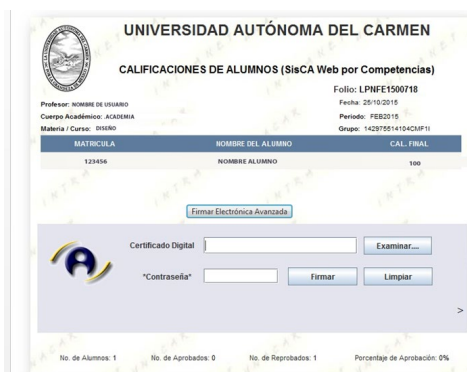 UNIVERSIDAD AUTÓNOMA DEL CARMEN
CALIFICACIONES DE ALUMNOS (SisCA Web por Competencias)
Folio: LPNFE1500718
Profesor: NOMBRE DE USUARIO
Fecha: 25/10/2015
Cuerpo Académico: .ACADEMIA
Periodo: FEB2015
Materia / Curso: DISEÑO
Grupo: 142975514104CMF1I
MATRICULA NOMBRE DEL ALUMNO CAL. FINAL
123456 NOMBRE ALUMNO 100
Firmar Electrónica Avanzada
Certificado Digital Examinar....
*Contraseña* Firmar Limpiar
>
No. de Alumnos: 1 No. de Aprobados: 0 No. de Reprobados: 1 Porcentaje de Aprobación: 0%